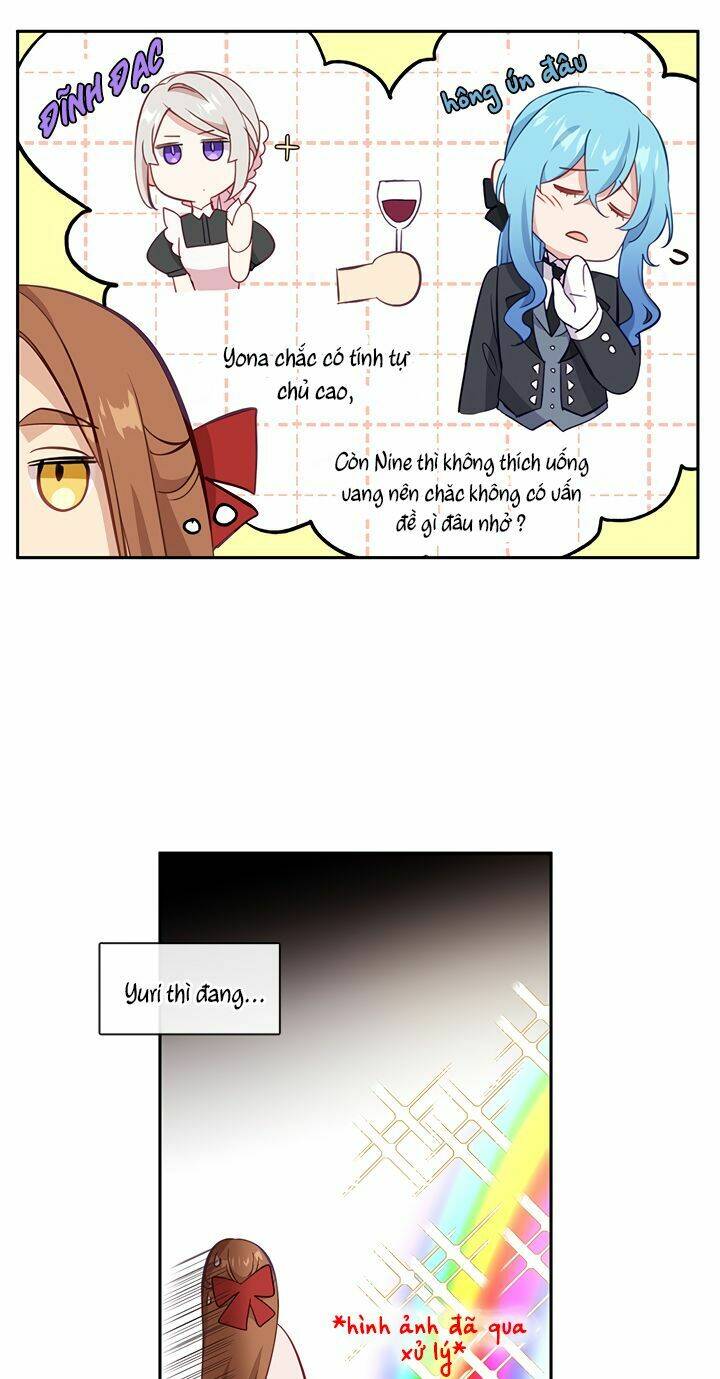 ĐĨNH ĐẠC
hông ún đâu
Yona chắc có tính tự
chủ cao,
Còn Nine thì không thích uống
vang nên chắc không có vấn
đề gì đâu nhở?
Yuri thì đang...
*hình ảnh đã qua
xử lý*